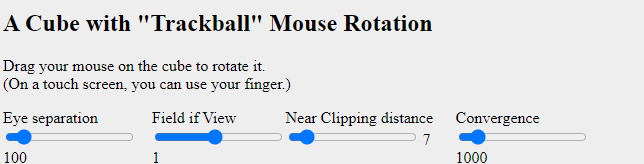 A Cube with "Trackball" Mouse Rotation
Drag your mouse on the cube to rotate it.
(On a touch screen, you can use your finger.)
Eye separation Field if View Near Clipping distance Convergence
7
100 1 1000